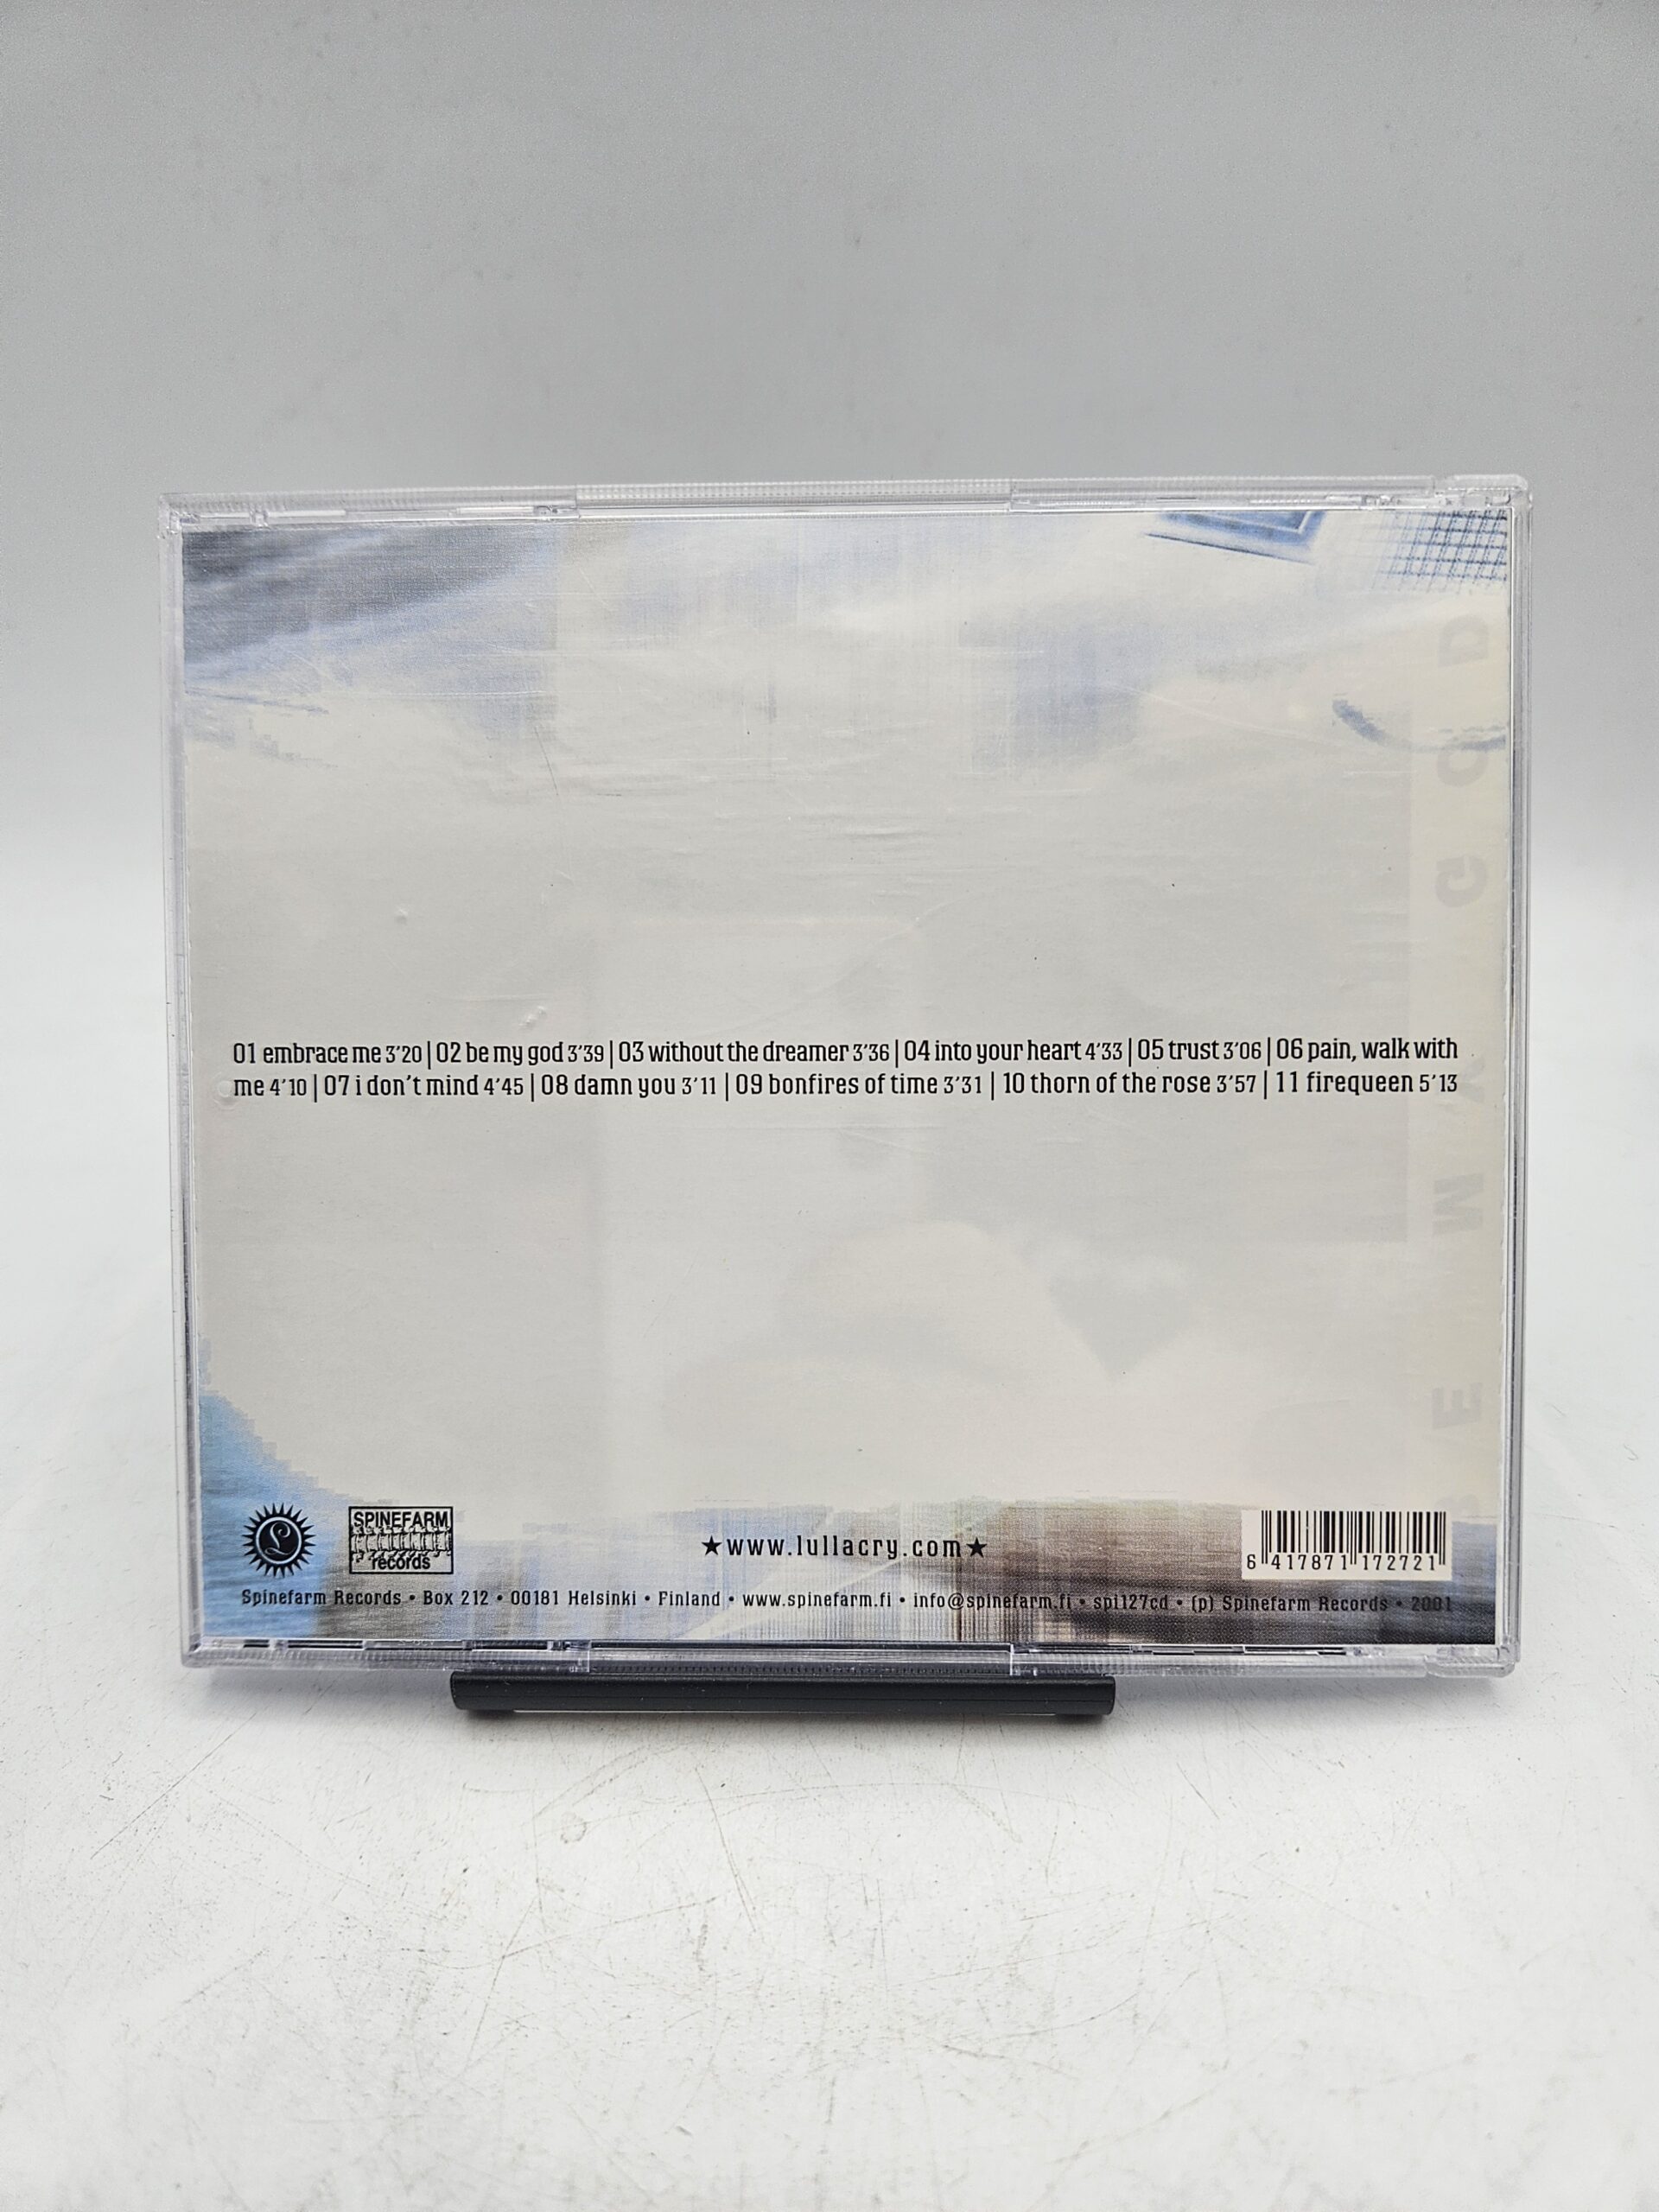 01 embrace me 3'20 | 02 be my god 3'39 | 03 without the dreamer 3'36 | 04 into your heart 4'33 | 05 trust 3'06 | 06 pain, walk with
me 4'10 | 07 i don't mind 4'45 | 08 damn you 3'11 | 09 bonfires of time 3'31 | 10 thorn of the rose 3'57 | 11 firequeen 5'13
L
SPINEFARM
records
★www.lullacry.com★
6 417871 172721
Spinefarm Records • Box 212 • 00181 Helsinki • Finland • www.spinefarm.fi • info@spinefarm.fi • spi127cd • (p) Spinefarm Records • 2001